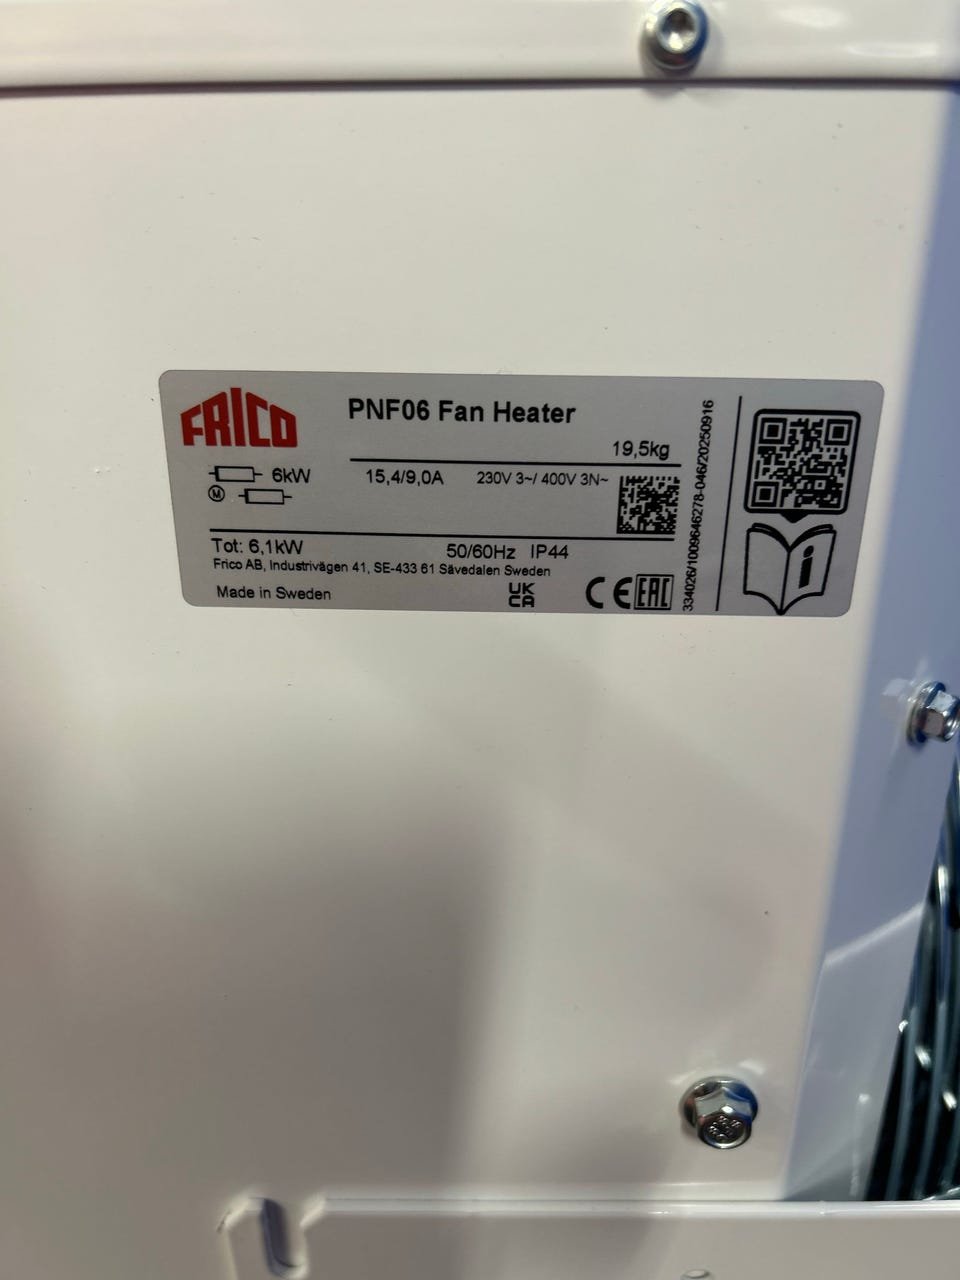 FRICO
PNF06 Fan Heater
19,5kg
6kW
15,4/9,0A
230V 3~/ 400V 3N~
M
Tot: 6,1kW
50/60Hz IP44
Frico AB, Industrivägen 41, SE-433 61 Sävedalen Sweden
Made in Sweden
UK
CA
CE EAC
334026/1009646278-046/20250916
i